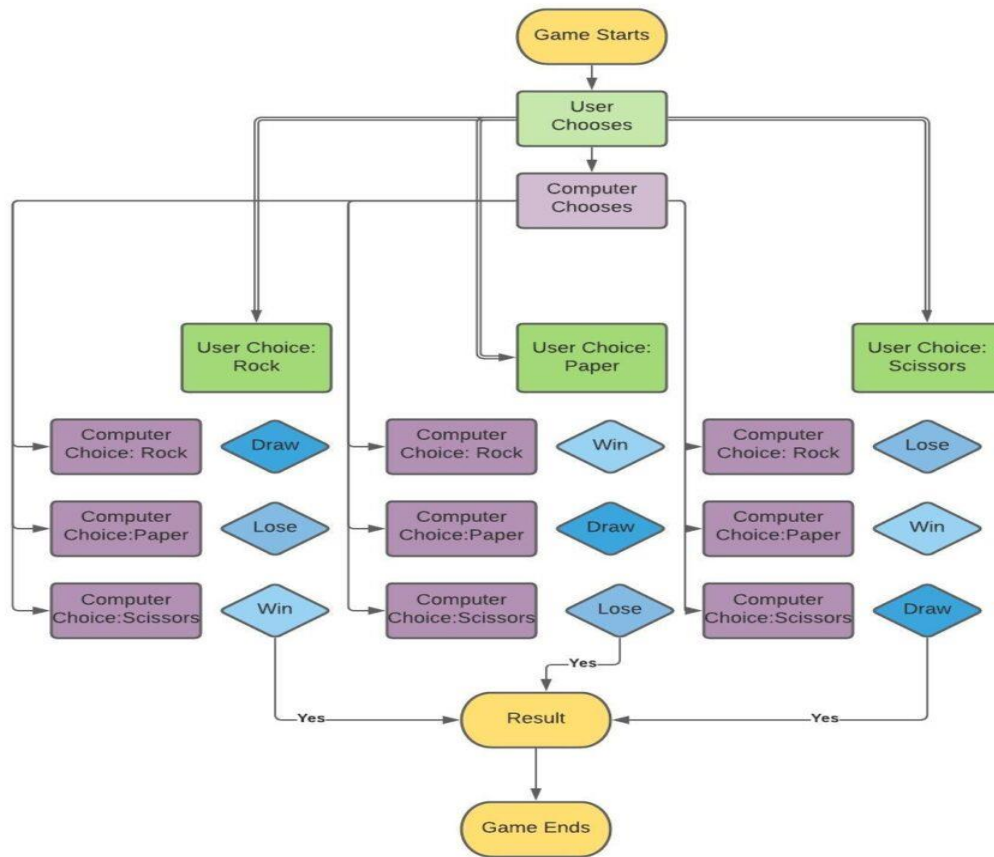 Game Starts
User
Chooses
Computer
Chooses
User Choice:
Rock
User Choice:
Paper
User Choice:
Scissors
Computer
Choice: Rock
Draw
Computer
Choice: Rock
Win
Computer
Choice: Rock
Lose
Computer
Choice:Paper
Lose
Computer
Choice:Paper
Draw
Computer
Choice:Paper
Win
Computer
Choice:Scissors
Win
Computer
Choice:Scissors
Lose
Computer
Choice:Scissors
Draw
Yes
Yes
Result
Yes
Game Ends